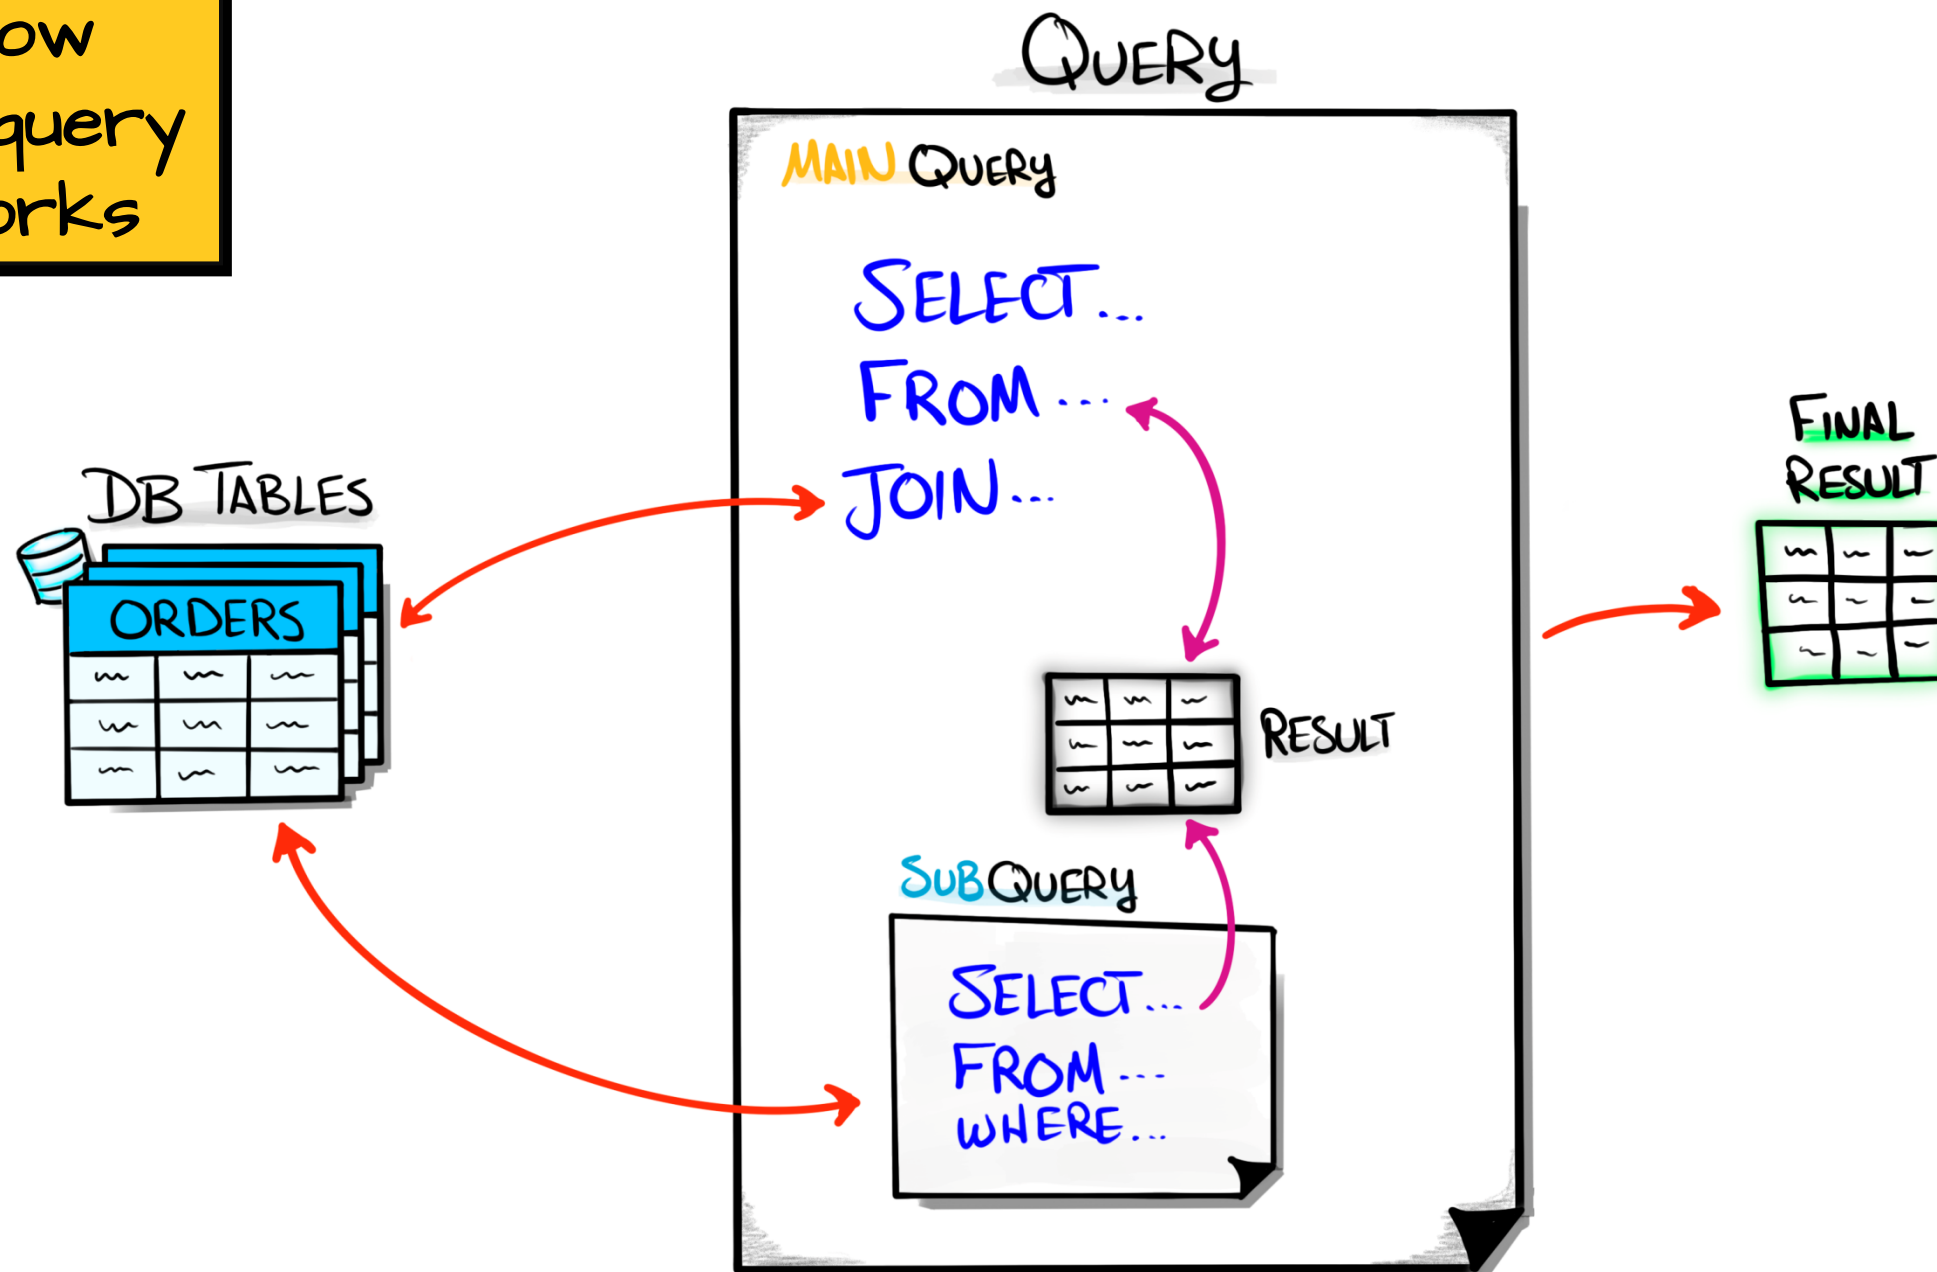 ow
query
orks
QUERY
MAIN QUERY
SELECT...
FROM...
JOIN...
DB TABLES
ORDERS
RESULT
SUBQUERY
SELECT...
FROM...
WHERE...
FINAL
RESULT